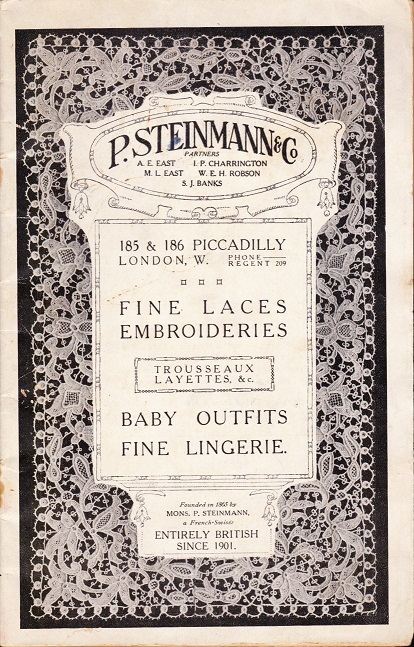 P. STEINMANN & Co
PARTNERS
A. E. EAST I. P. CHARRINGTON
M. L. EAST W. E. H. ROBSON
S. J. BANKS
185 & 186 PICCADILLY
LONDON, W. PHONE
REGENT 209
FINE LACES
EMBROIDERIES
TROUSSEAUX
LAYETTES, &c.
BABY OUTFITS
FINE LINGERIE.
Founded in 1865 by
MONS. P. STEINMANN,
a French-Swiss
ENTIRELY BRITISH
SINCE 1901.